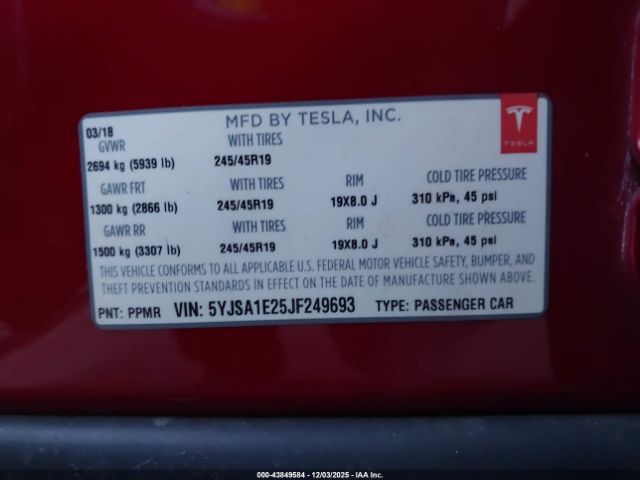 MFD BY TESLA, INC.
TESLA
03/18
GVWR WITH TIRES
2694 kg (5939 lb) 245/45R19
GAWR FRT WITH TIRES RIM COLD TIRE PRESSURE
1300 kg (2866 lb) 245/45R19 19X8.0 J 310 kPa, 45 psi
GAWR RR WITH TIRES RIM COLD TIRE PRESSURE
1500 kg (3307 lb) 245/45R19 19X8.0 J 310 kPa, 45 psi
THIS VEHICLE CONFORMS TO ALL APPLICABLE U.S. FEDERAL MOTOR VEHICLE SAFETY, BUMPER, AND
THEFT PREVENTION STANDARDS IN EFFECT ON THE DATE OF MANUFACTURE SHOWN ABOVE.
PNT: PPMR VIN: 5YJSA1E25JF249693 TYPE: PASSENGER CAR
000-43849584 - 12/03/2025 - IAA Inc.